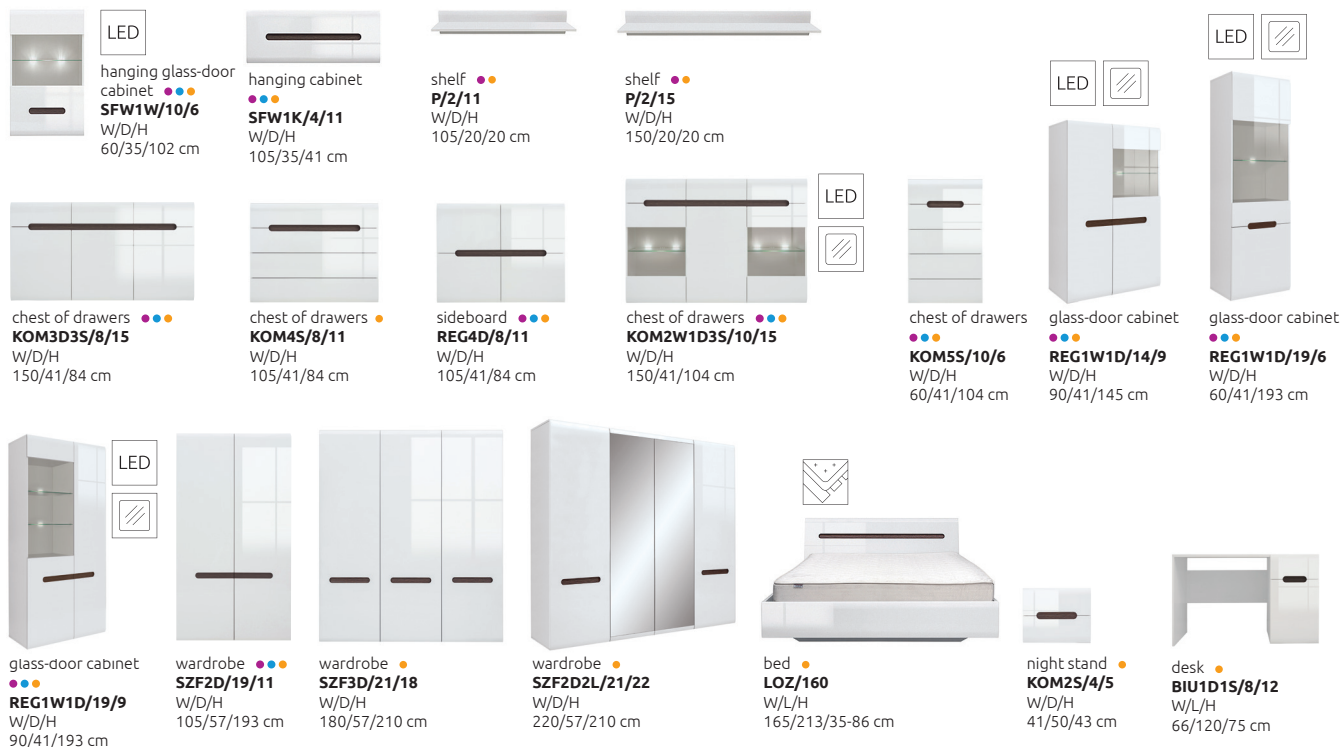 LED
hanging glass-door
cabinet
SFW1W/10/6
W/D/H
60/35/102 cm
hanging cabinet
SFW1K/4/11
W/D/H
105/35/41 cm
shelf
P/2/11
W/D/H
105/20/20 cm
shelf
P/2/15
W/D/H
150/20/20 cm
chest of drawers
KOM3D3S/8/15
W/D/H
150/41/84 cm
chest of drawers
KOM4S/8/11
W/D/H
105/41/84 cm
sideboard
REG4D/8/11
W/D/H
105/41/84 cm
LED
chest of drawers
KOM2W1D3S/10/15
W/D/H
150/41/104 cm
chest of drawers
KOM5S/10/6
W/D/H
60/41/104 cm
LED
glass-door cabinet
REG1W1D/14/9
W/D/H
90/41/145 cm
LED
glass-door cabinet
REG1W1D/19/6
W/D/H
60/41/193 cm
LED
glass-door cabinet
REG1W1D/19/9
W/D/H
90/41/193 cm
wardrobe
SZF2D/19/11
W/D/H
105/57/193 cm
wardrobe
SZF3D/21/18
W/D/H
180/57/210 cm
wardrobe
SZF2D2L/21/22
W/D/H
220/57/210 cm
bed
LOZ/160
W/L/H
165/213/35-86 cm
night stand
KOM2S/4/5
W/D/H
41/50/43 cm
desk
BIU1D1S/8/12
W/L/H
66/120/75 cm